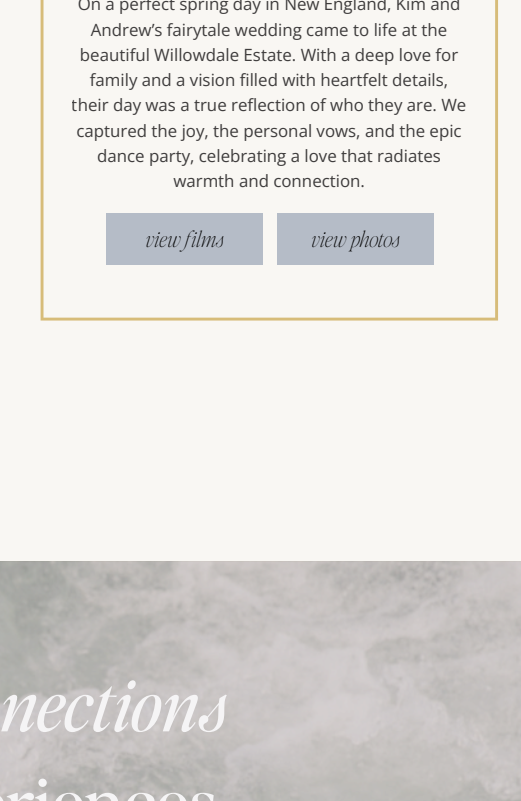 On a perfect spring day in New England, Kim and
Andrew’s fairytale wedding came to life at the
beautiful Willowdale Estate. With a deep love for
family and a vision filled with heartfelt details,
their day was a true reflection of who they are. We
captured the joy, the personal vows, and the epic
dance party, celebrating a love that radiates
warmth and connection.
view films
view photos
nections
eriences